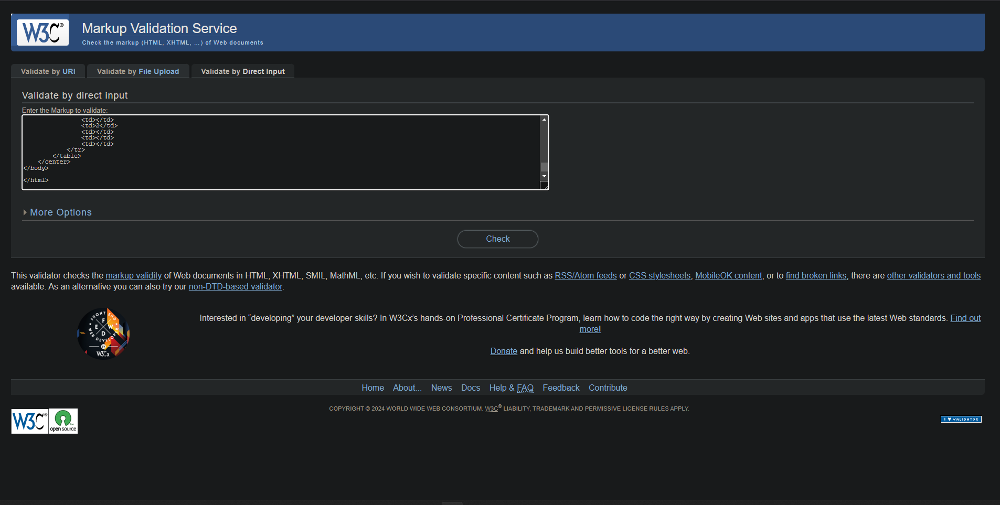 W3C®
Markup Validation Service
Check the markup (HTML, XHTML, …) of Web documents
Validate by URI
Validate by File Upload
Validate by Direct Input
Validate by direct input
Enter the Markup to validate:
<td></td>
<td>2</td>
<td></td>
<td></td>
<td></td>
</tr>
</table>
</center>
</body>
</html>
More Options
Check
This validator checks the markup validity of Web documents in HTML, XHTML, SMIL, MathML, etc. If you wish to validate specific content such as RSS/Atom feeds or CSS stylesheets, MobileOK content, or to find broken links, there are other validators and tools
available. As an alternative you can also try our non-DTD-based validator.
FRONT END
F
E W
D
WEB DEVELOPER
W3Cx
Interested in “developing” your developer skills? In W3Cx’s hands-on Professional Certificate Program, learn how to code the right way by creating Web sites and apps that use the latest Web standards. Find out
more!
Donate and help us build better tools for a better web.
Home About... News Docs Help & FAQ Feedback Contribute
COPYRIGHT © 2024 WORLD WIDE WEB CONSORTIUM. W3C® LIABILITY, TRADEMARK AND PERMISSIVE LICENSE RULES APPLY.
W3C®
open source™
I ♥ VALIDATOR